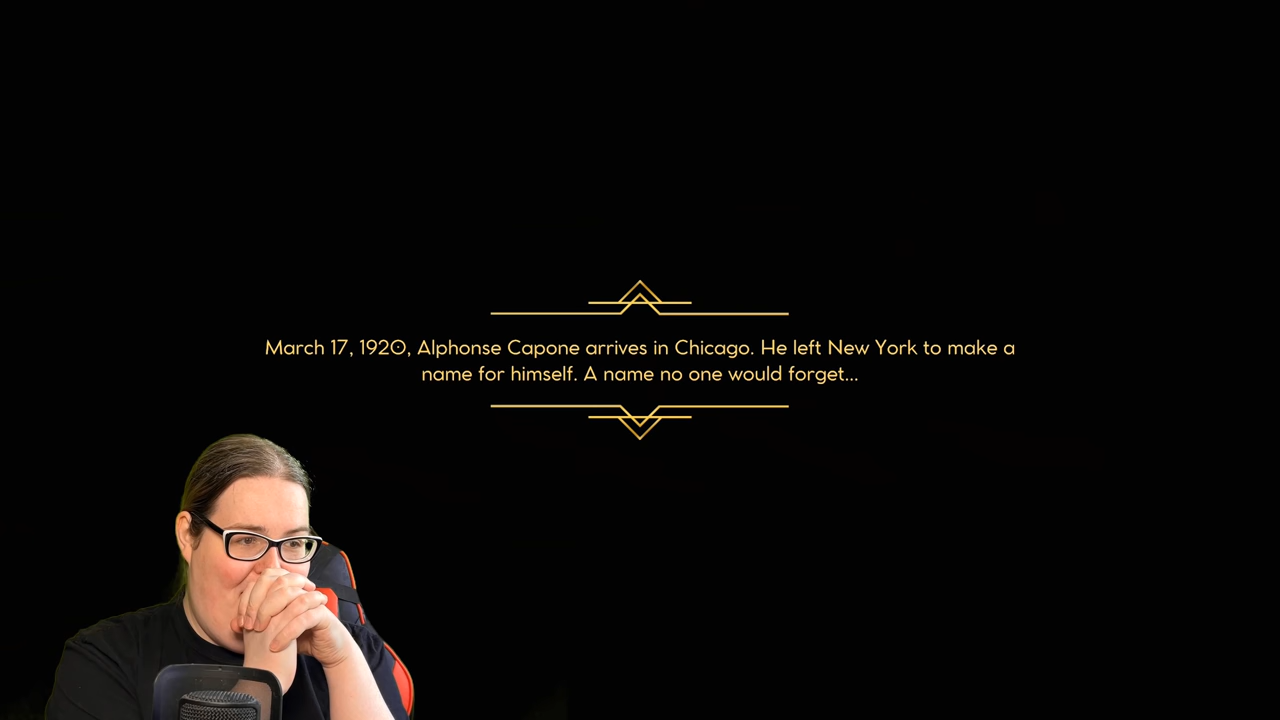 March 17, 1920, Alphonse Capone arrives in Chicago. He left New York to make a
name for himself. A name no one would forget...